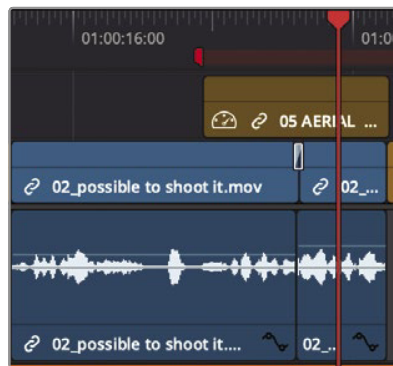 01:00:16:00
01:0
05 AERIAL ...
02_possible to shoot it.mov
02_...
02_possible to shoot it....
02_..